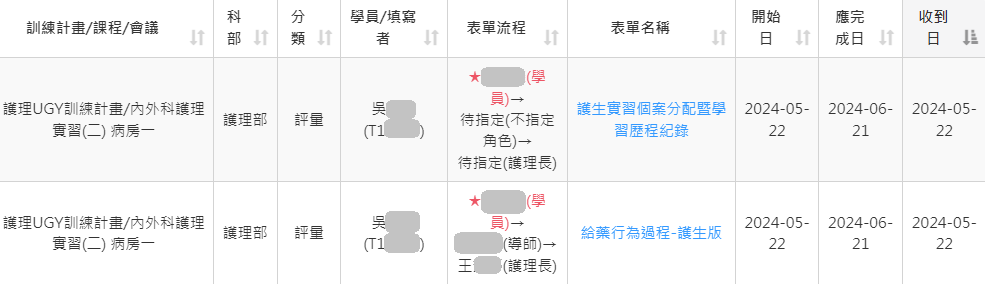 訓練計畫/課程/會議
科部
分類
學員/填寫者
表單流程
表單名稱
開始日
應完成日
收到日
護理UGY訓練計畫/內外科護理
實習(二) 病房一
護理部
評量
吳
(T1 )
★ (學
員)→
待指定(不指定
角色)→
待指定(護理長)
護生實習個案分配暨學
習歷程紀錄
2024-05-
22
2024-06-
21
2024-05-
22
護理UGY訓練計畫/內外科護理
實習(二) 病房一
護理部
評量
吳
(T1 )
★ (學
員)→
(導師)→
王 (護理長)
給藥行為過程-護生版
2024-05-
22
2024-06-
21
2024-05-
22